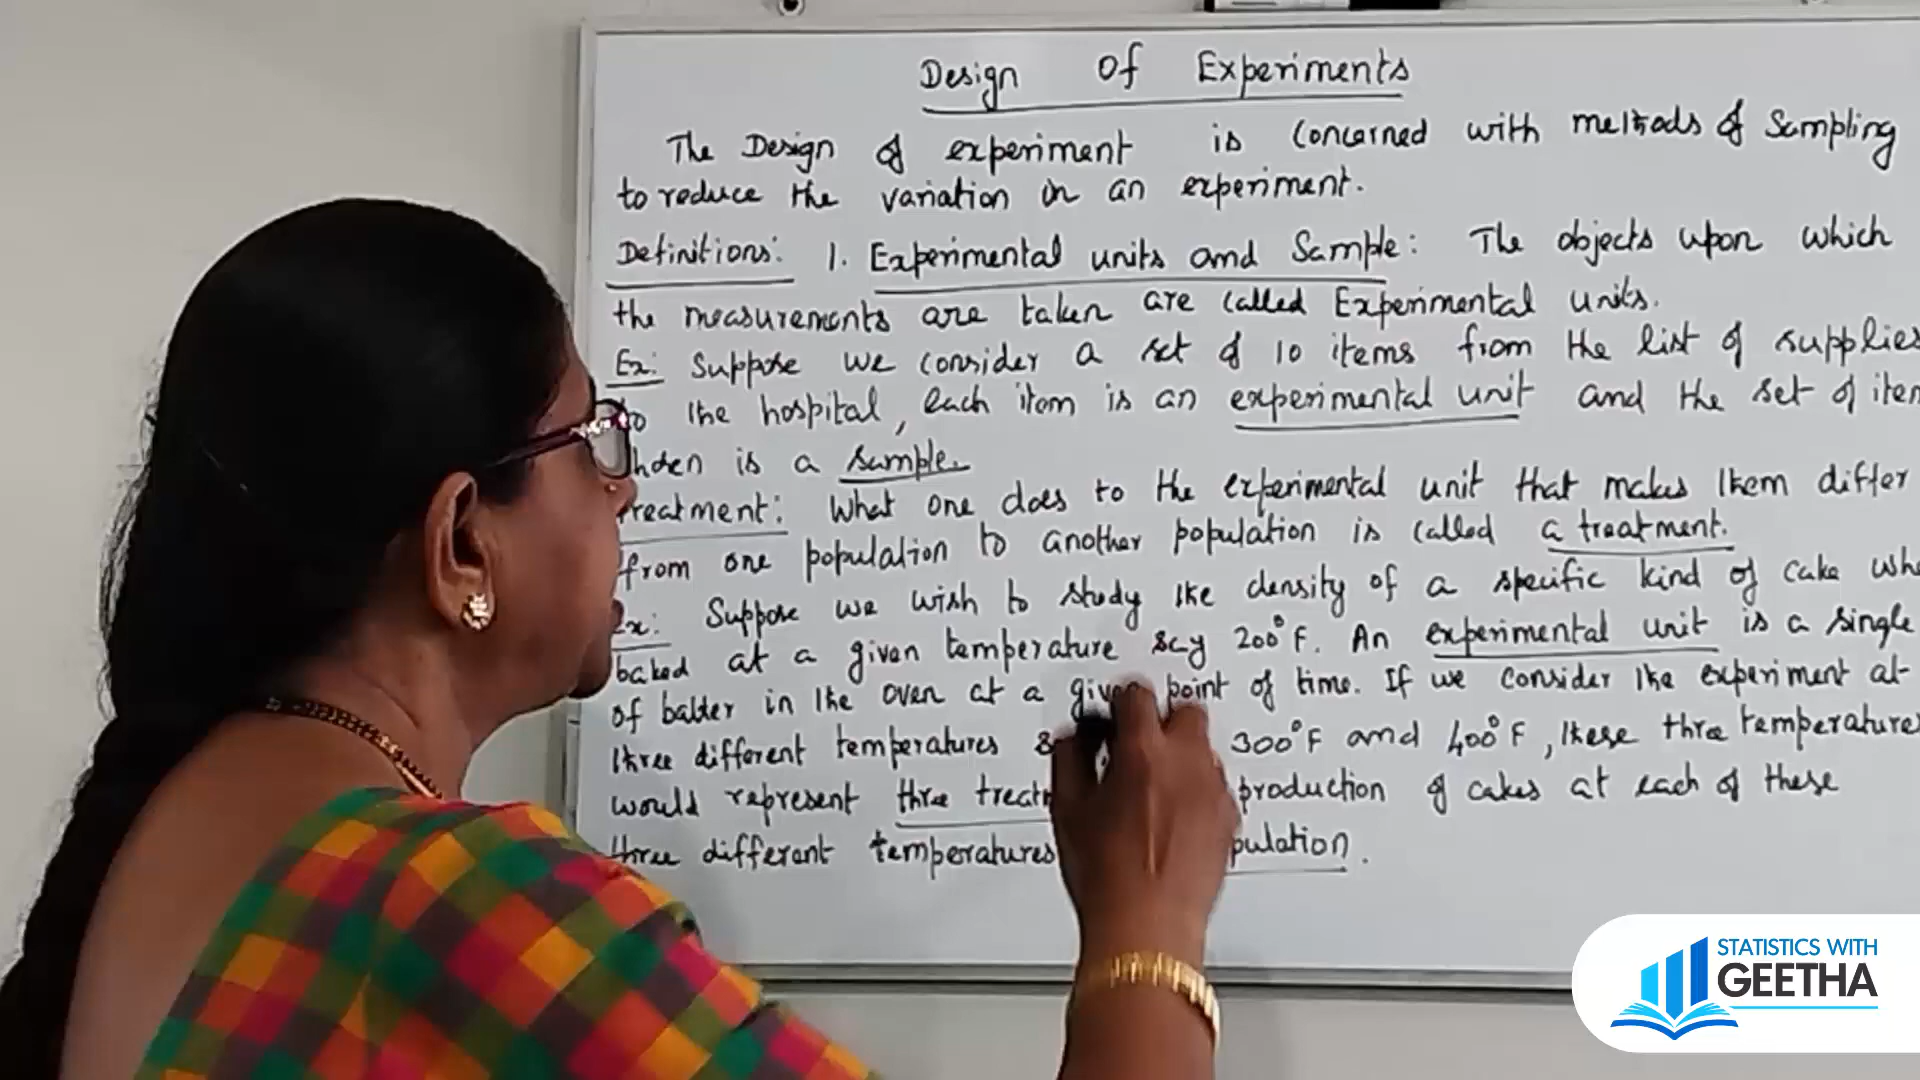 Design Of Experiments
The Design of experiment is concerned with methods of Sampling
to reduce the variation in an experiment.
Definitions: 1. Experimental units and Sample: The objects upon which
the measurements are taken are called Experimental units.
Ex: Suppose we consider a set of 10 items from the list of supplies
to the hospital, each item is an experimental unit and the set of
is a sample.
What one does to the experimental unit that makes them differ
from one population to another population is called a treatment.
Ex: Suppose we wish to study the density of a specific kind of cake
baked at a given temperature say 200°F. An experimental unit is a single
of batter in the oven at a given point of time. If we consider the experiment at
three different temperatures 300°F and 400°F, these three temperatures
would represent three production of cakes at each of these
three different temperatures
STATISTICS WITH
GEETHA